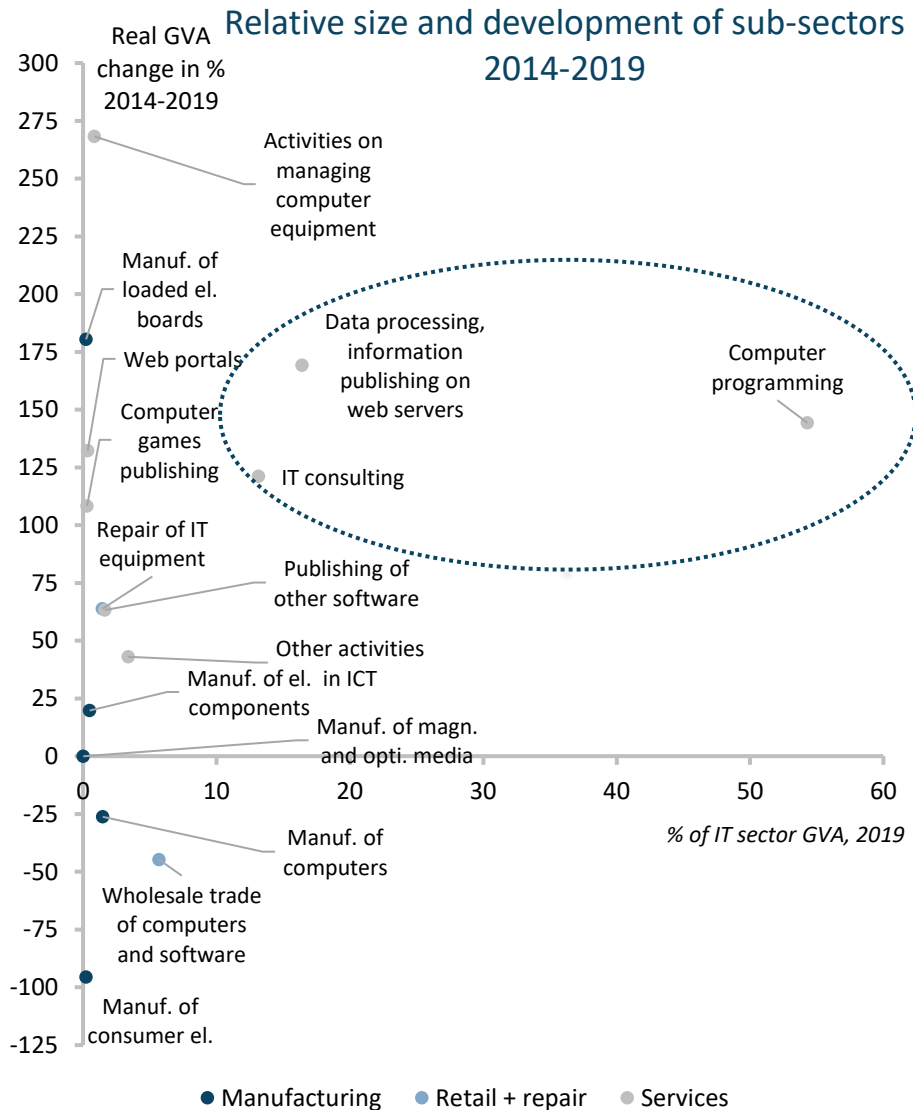 Relative size and development of sub-sectors
2014-2019
Real GVA
change in %
2014-2019
300
275
250
225
200
175
150
125
100
75
50
25
0
-25
-50
-75
-100
-125
0
10
20
30
40
50
60
% of IT sector GVA, 2019
Activities on
managing
computer
equipment
Manuf. of
loaded el.
boards
Web portals
Computer
games
publishing
Data processing,
information
publishing on
web servers
Computer
programming
IT consulting
Repair of IT
equipment
Publishing of
other software
Other activities
Manuf. of el. in ICT
components
Manuf. of magn.
and opti. media
Manuf. of
computers
Wholesale trade
of computers
and software
Manuf. of
consumer el.
Manufacturing
Retail + repair
Services